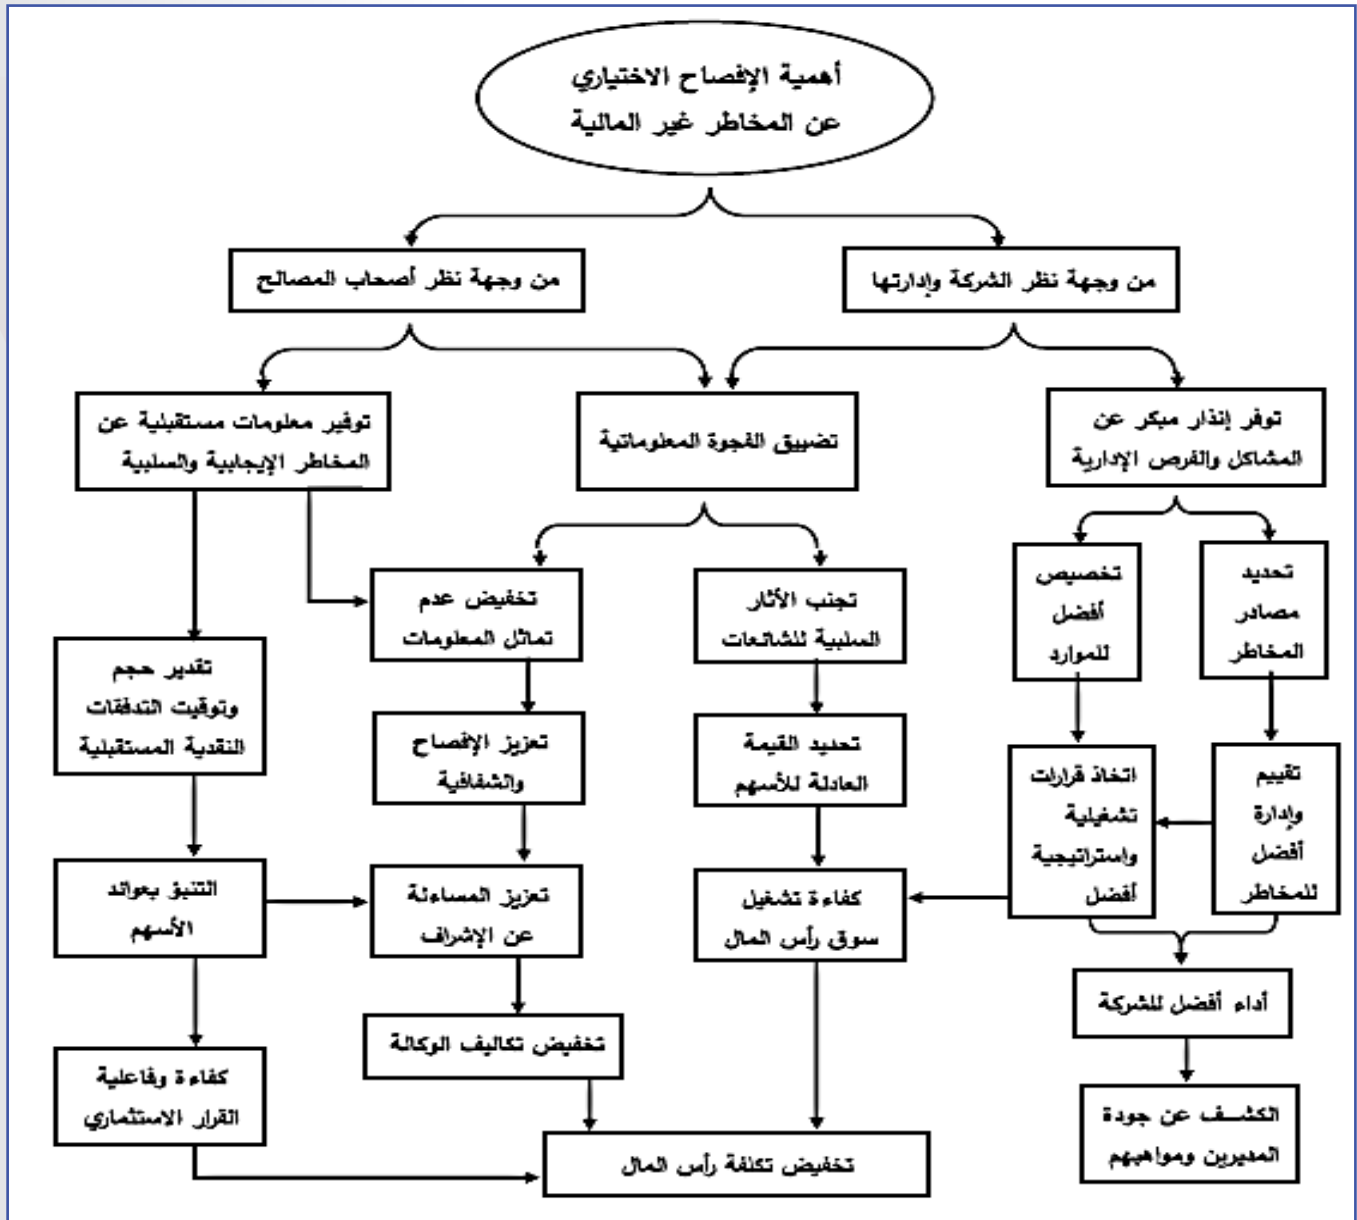 أهمية الإفصاح الاختياري
عن المخاطر غير المالية
من وجهة نظر الشركة وإدارتها
من وجهة نظر أصحاب المصالح
توفر إنذار مبكر عن
المشاكل والفرص الإدارية
تضييق الفجوة المعلوماتية
توفير معلومات مستقبلية عن
المخاطر الإيجابية والسلبية
تحديد
مصادر
المخاطر
تخصيص
أفضل
للموارد
تجنب الأثار
السلبية للشائعات
تخفيض عدم
تماثل المعلومات
تقدير حجم
وتوقيت التدفقات
النقدية المستقبلية
تقييم
وإدارة
أفضل
للمخاطر
اتخاذ قرارات
تشغيلية
واستراتيجية
أفضل
تحديد القيمة
العادلة للأسهم
تعزيز الإفصاح
والشفافية
كفاءة تشغيل
سوق رأس المال
تعزيز المساءلة
عن الإشراف
التنبؤ بعوائد
الأسهم
أداء أفضل للشركة
تخفيض تكاليف الوكالة
كفاءة وفاعلية
القرار الاستثماري
الكشف عن جودة
المديرين ومواهبهم
تخفيض تكلفة رأس المال